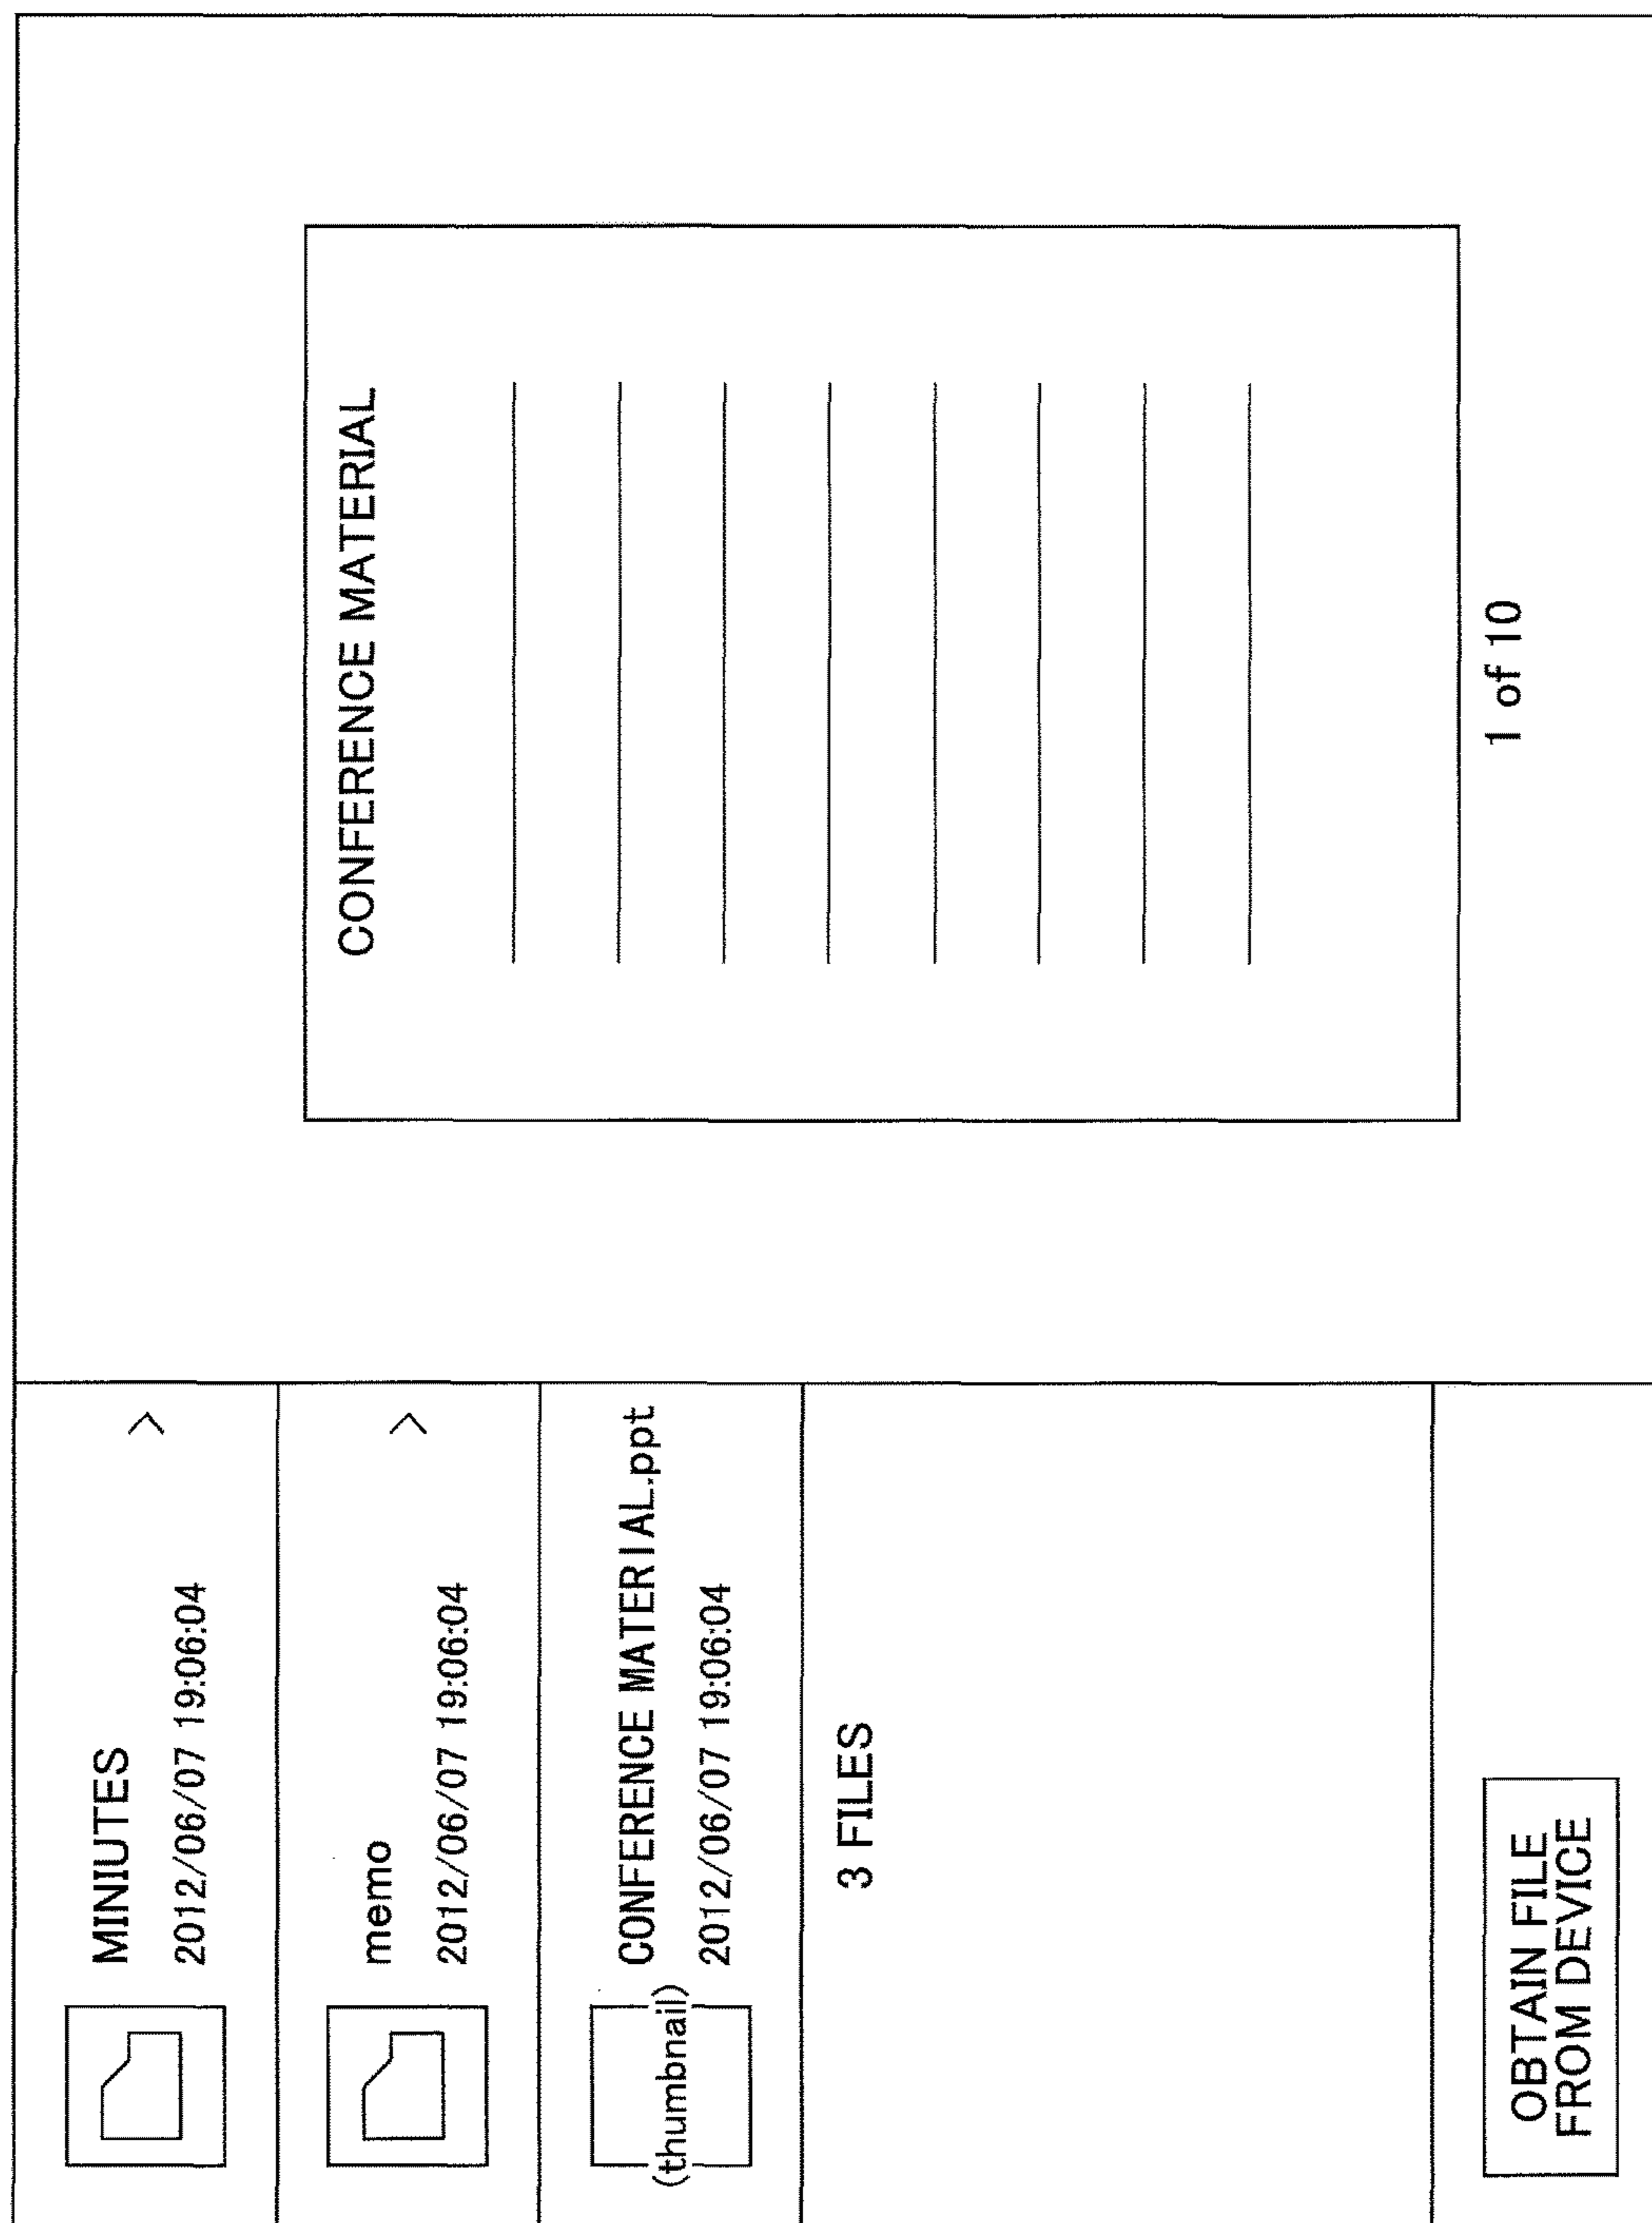 MINIUTES
2012/06/07 19:06:04
>
memo
2012/06/07 19:06:04
>
(thumbnail)
CONFERENCE MATERIAL.ppt
2012/06/07 19:06:04
3 FILES
OBTAIN FILE
FROM DEVICE
CONFERENCE MATERIAL
1 of 10